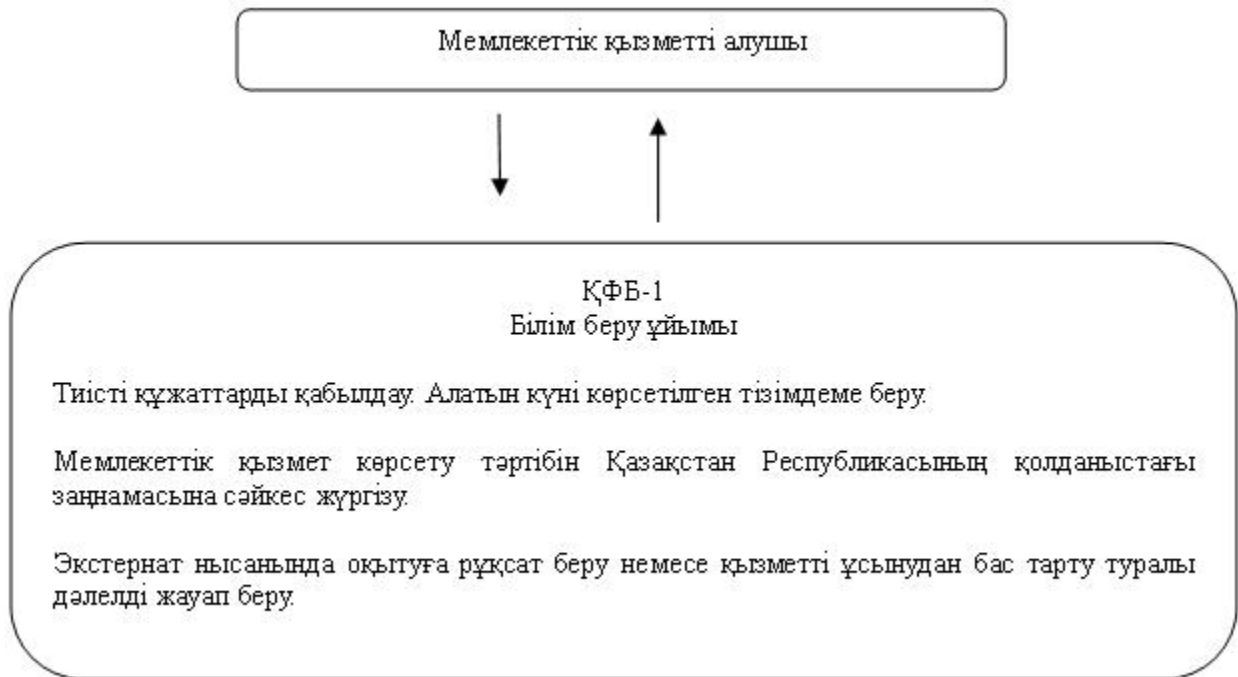 Мемлекеттік қызметті алушы
ҚФБ-1
Білім беру ұйымы
Тиісті құжаттарды қабылдау. Алатын күні көрсетілген тізімдеме беру.
Мемлекеттік қызмет көрсету тәртібін Қазақстан Республикасының қолданыстағы
заңнамасына сәйкес жүргізу.
Экстернат нысанында оқытуға рұқсат беру немесе қызметті ұсынудан бас тарту туралы
дәлелді жауап беру.